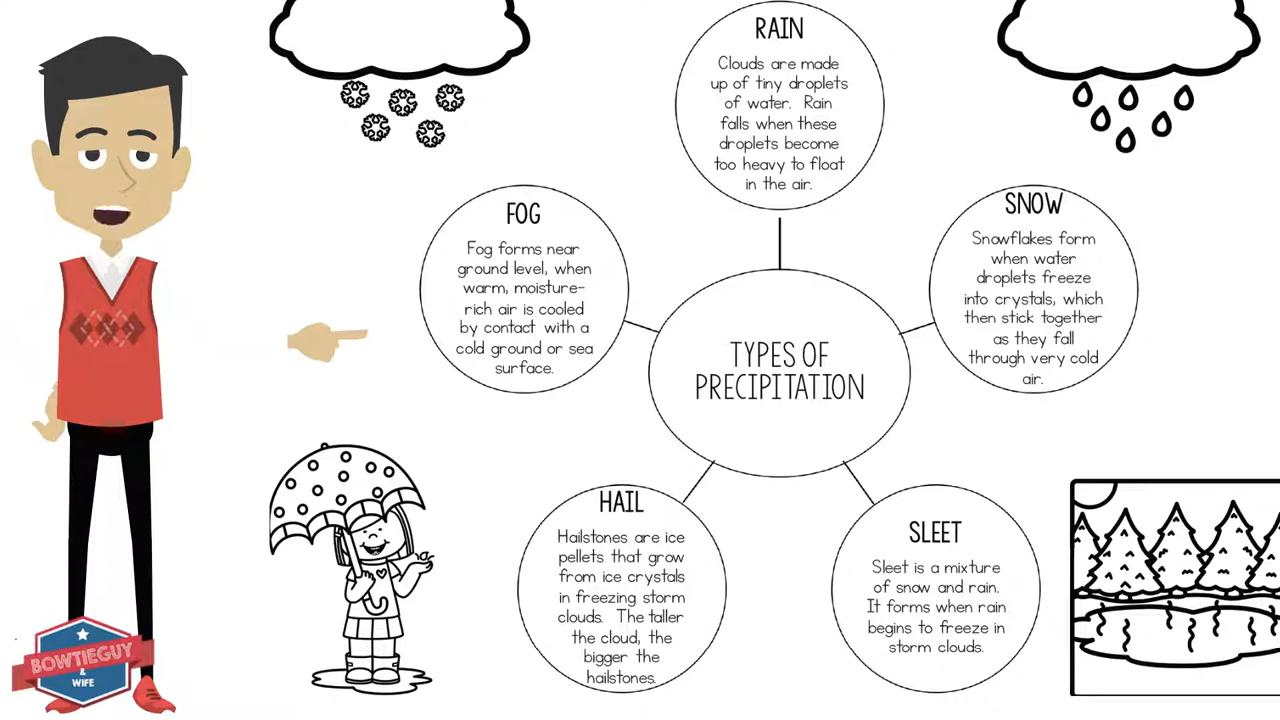 RAIN
Clouds are made
up of tiny droplets
of water. Rain
falls when these
droplets become
too heavy to float
in the air.
FOG
Fog forms near
ground level, when
warm, moisture-
rich air is cooled
by contact with a
cold ground or sea
surface.
SNOW
Snowflakes form
when water
droplets freeze
into crystals, which
then stick together
as they fall
through very cold
air.
TYPES OF
PRECIPITATION
HAIL
Hailstones are ice
pellets that grow
from ice crystals
in freezing storm
clouds. The taller
the cloud, the
bigger the
hailstones.
SLEET
Sleet is a mixture
of snow and rain.
It forms when rain
begins to freeze in
storm clouds.
BOWTIEGUY
&
WIFE